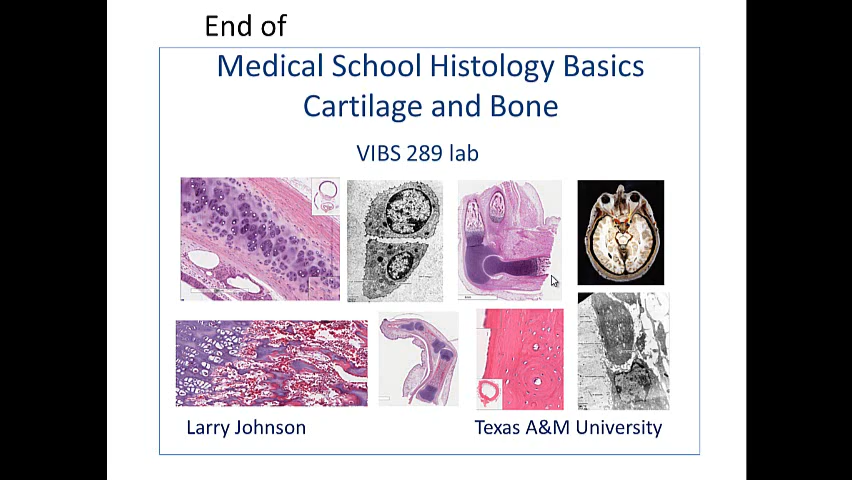 End of
Medical School Histology Basics
Cartilage and Bone
VIBS 289 lab
Larry Johnson
Texas A&M University